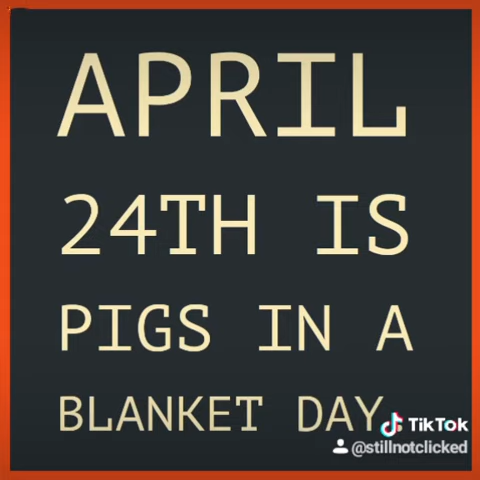 APRIL
24TH IS
PIGS IN A
BLANKET DAY
TikTok
@stillnotclicked